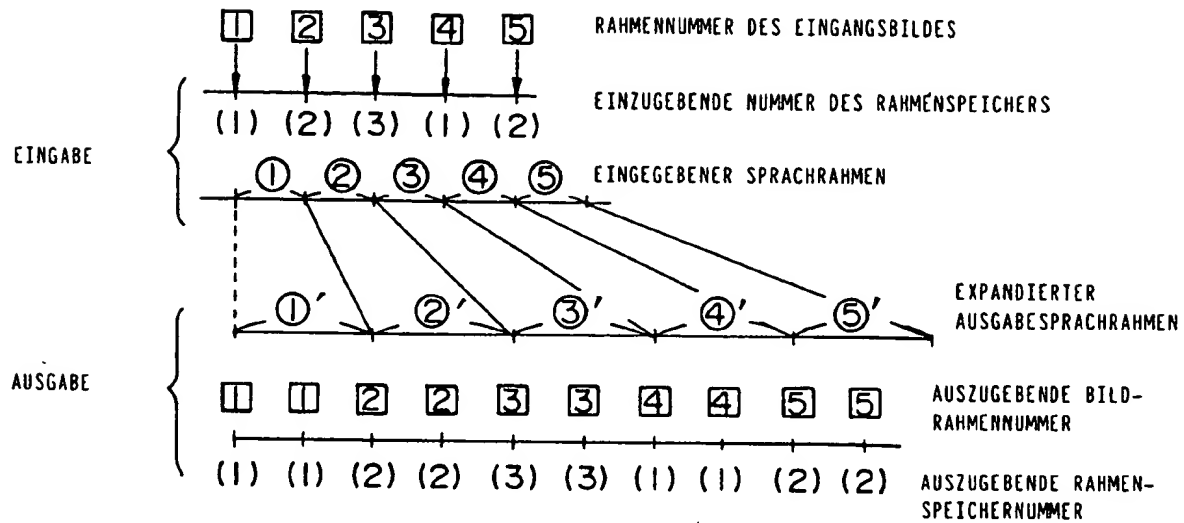 1 2 3 4 5 RAHMENNUMMER DES EINGANGSBILDES
EINZUGEBENDE NUMMER DES RAHMENSPEICHERS
(1) (2) (3) (1) (2)
EINGABE
① ② ③ ④ ⑤ EINGEGEBENER SPRACHRAHMEN
①' ②' ③' ④' ⑤' EXPANDIERTER
AUSGABESPRACHRAHMEN
AUSGABE
1 1 2 2 3 3 4 4 5 5 AUSZUGEBENDE BILD-
RAHMENNUMMER
(1) (1) (2) (2) (3) (3) (1) (1) (2) (2) AUSZUGEBENDE RAHMEN-
SPEICHERNUMMER